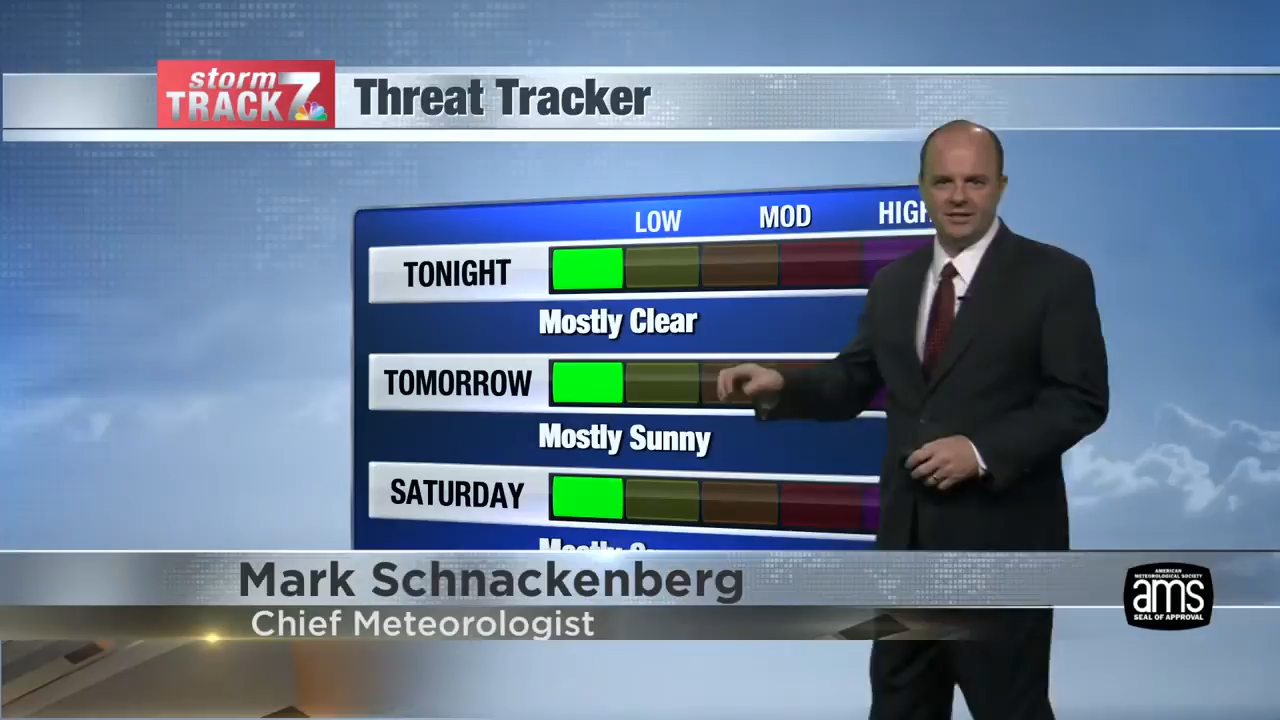 storm
TRACK 7
Threat Tracker
LOW MOD HIGH
TONIGHT
Mostly Clear
TOMORROW
Mostly Sunny
SATURDAY
Mostly
Mark Schnackenberg
Chief Meteorologist
AMERICAN
METEOROLOGICAL SOCIETY
ams
SEAL OF APPROVAL